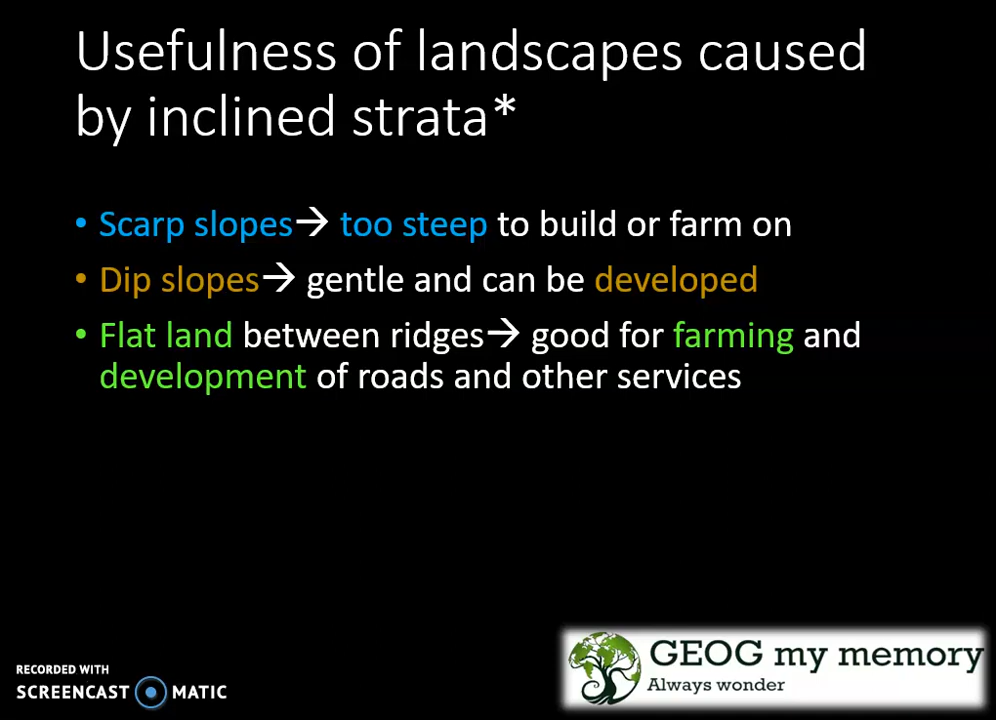 Usefulness of landscapes caused
by inclined strata*
• Scarp slopes→ too steep to build or farm on
• Dip slopes→ gentle and can be developed
• Flat land between ridges→ good for farming and
development of roads and other services
RECORDED WITH
SCREENCAST MATIC
GEOG my memory
Always wonder